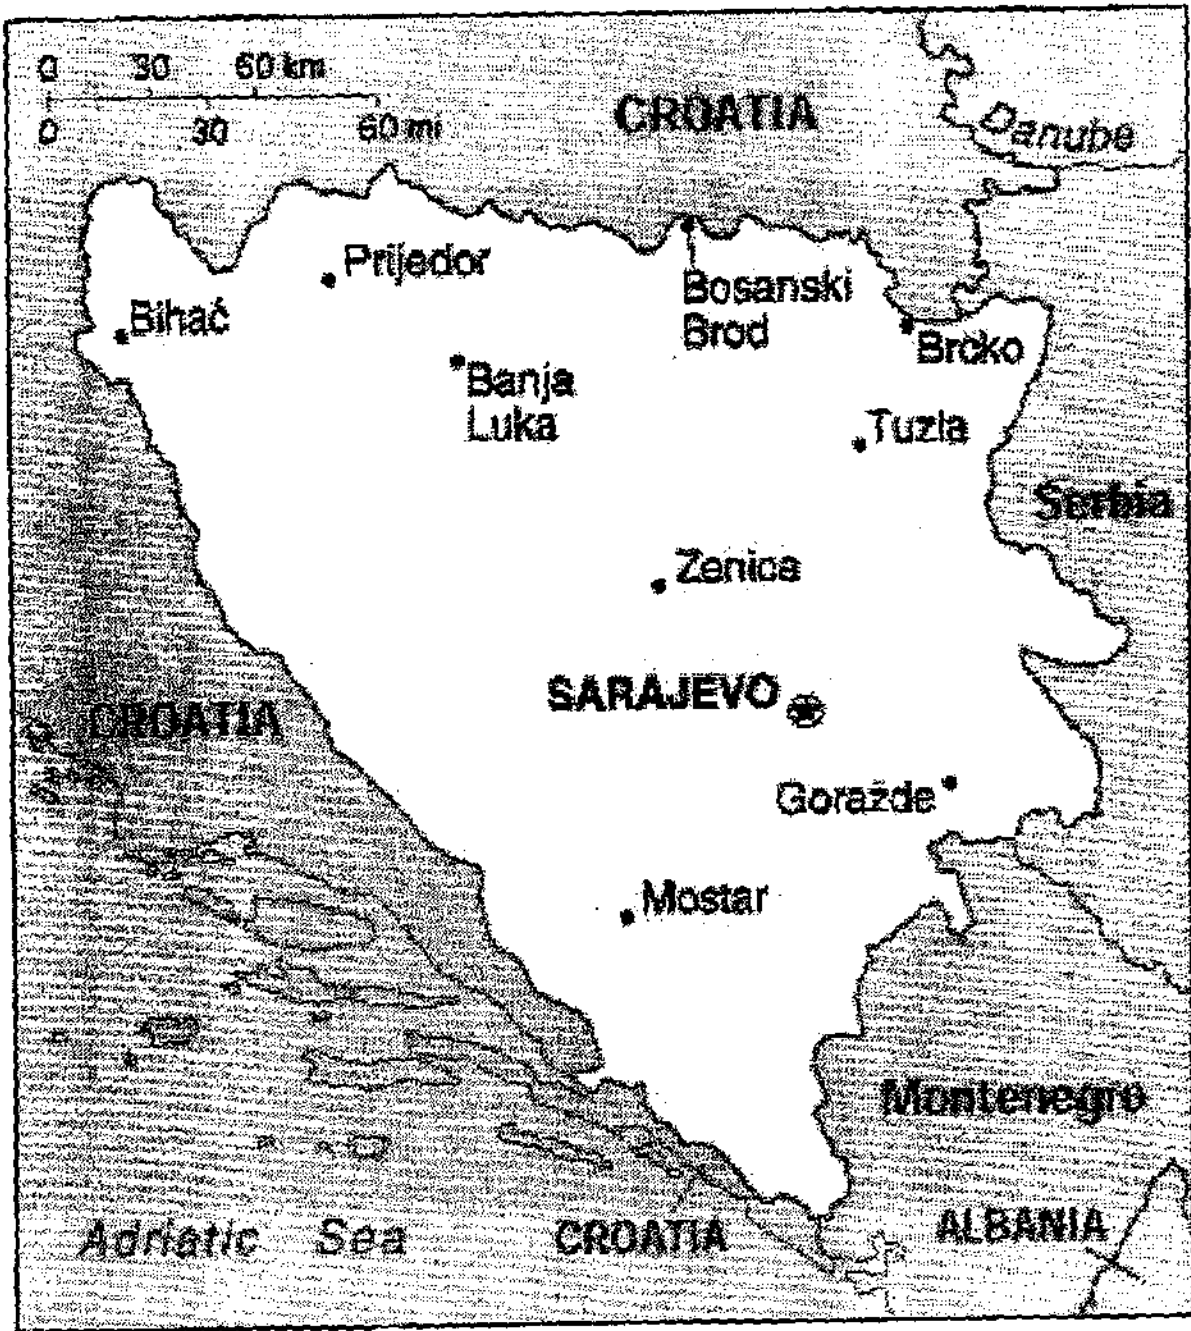 0 30 60 km
0 30 60 mi
CROATIA
Danube
Prijedor
Bihać
Bosanski
Brod
Brčko
Banja
Luka
Tuzla
Serbia
Zenica
SARAJEVO
CROATIA
Split
Goražde
Mostar
Montenegro
Adriatic Sea
CROATIA
ALBANIA